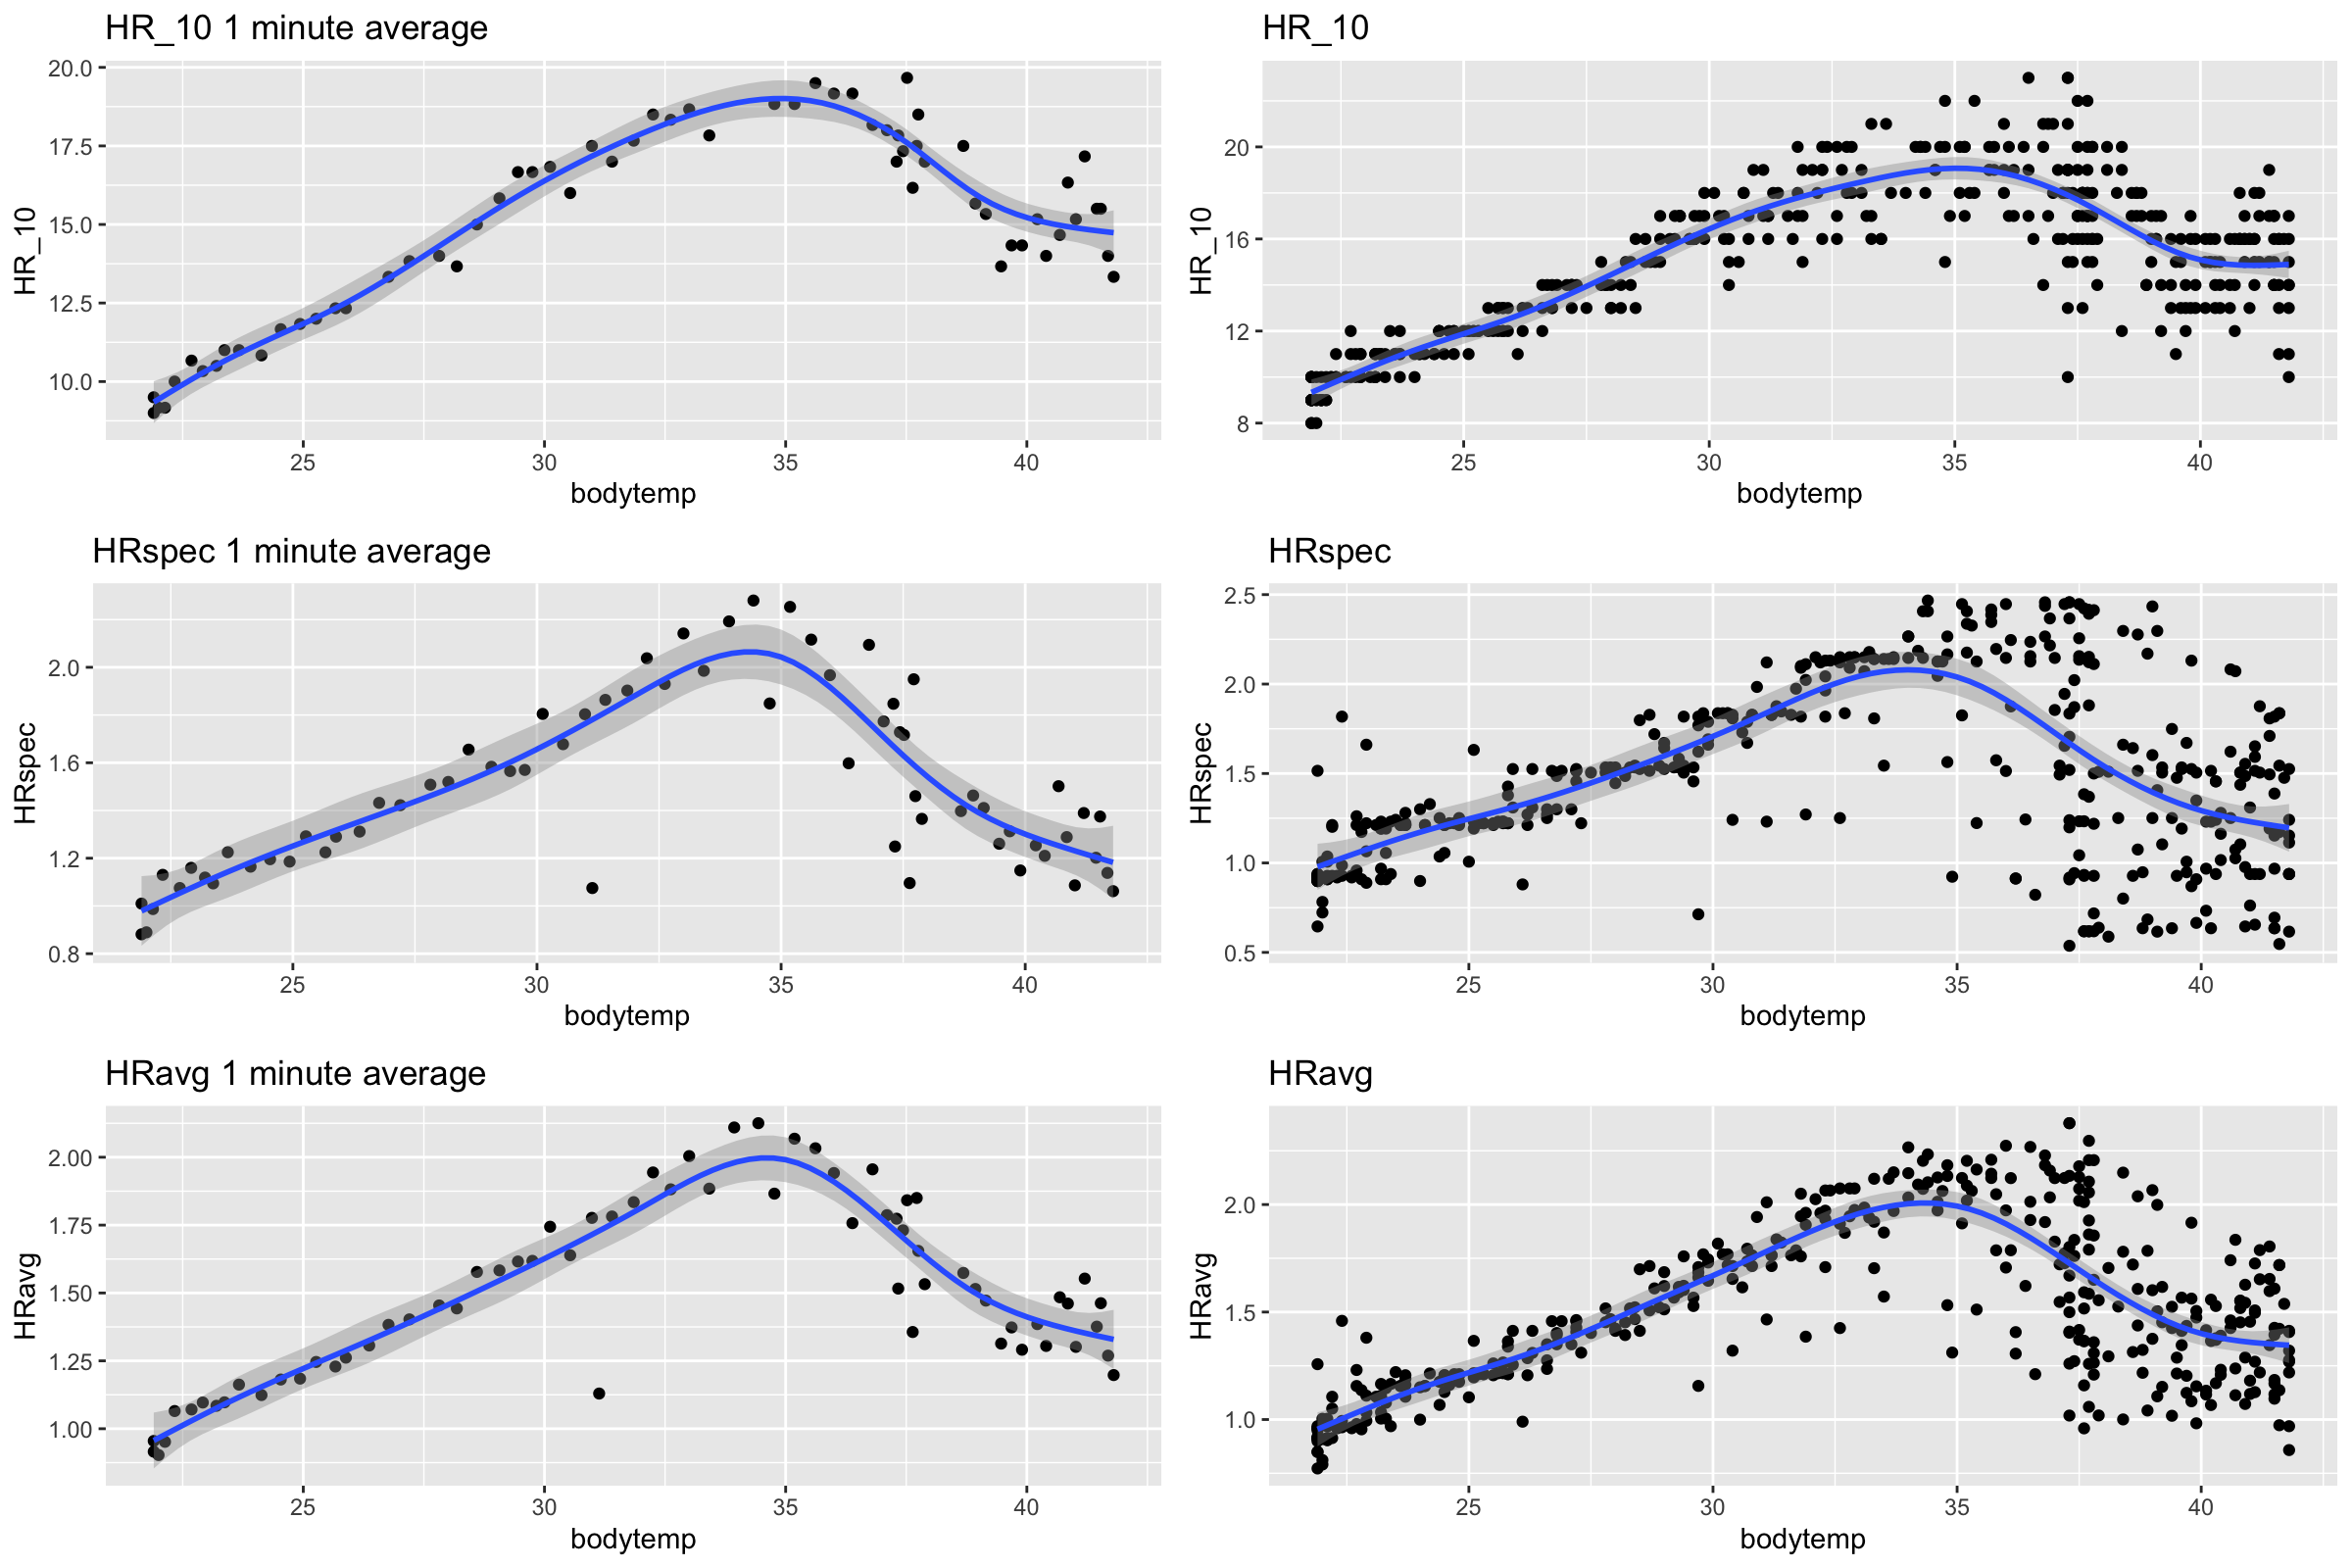 HR_10 1 minute average
20.0
17.5
15.0
12.5
10.0
HR_10
25 30 35 40
bodytemp
HR_10
20
16
12
8
HR_10
25 30 35 40
bodytemp
HRspec 1 minute average
2.0
1.6
1.2
0.8
HRspec
25 30 35 40
bodytemp
HRspec
2.5
2.0
1.5
1.0
0.5
HRspec
25 30 35 40
bodytemp
HRavg 1 minute average
2.00
1.75
1.50
1.25
1.00
HRavg
25 30 35 40
bodytemp
HRavg
2.0
1.5
1.0
HRavg
25 30 35 40
bodytemp